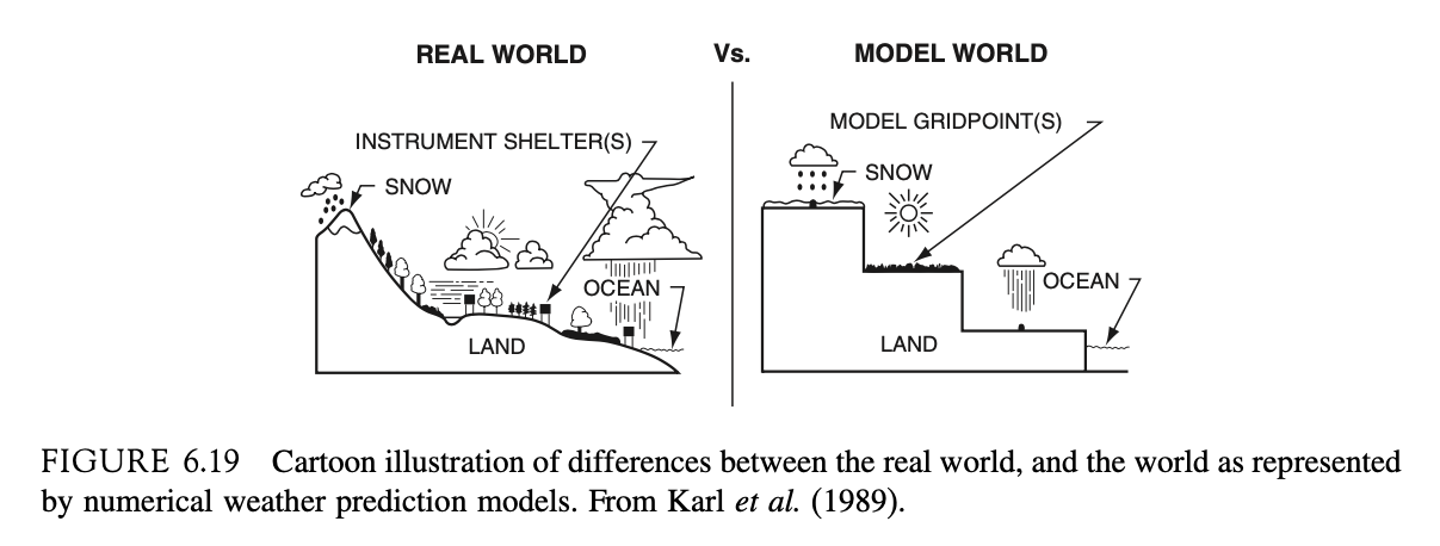 REAL WORLD Vs. MODEL WORLD
MODEL GRIDPOINT(S)
INSTRUMENT SHELTER(S)
SNOW
SNOW
OCEAN
OCEAN
LAND
LAND
FIGURE 6.19 Cartoon illustration of differences between the real world, and the world as represented
by numerical weather prediction models. From Karl et al. (1989).